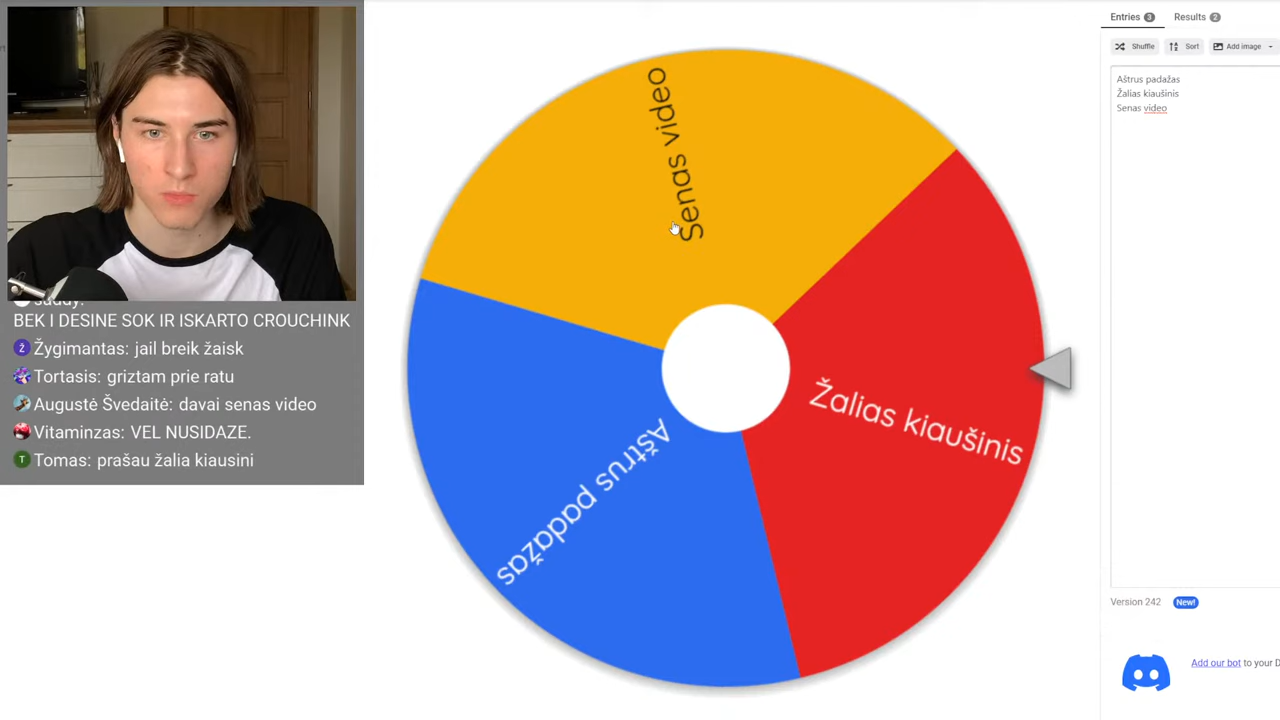 saddy:
BEK I DESINE SOK IR ISKARTO CROUCHINK
ž Žygimantas: jail breik žaisk
Tortasis: griztam prie ratu
Augustė Švedaitė: davai senas video
Vitaminzas: VEL NUSIDAZE.
T Tomas: prašau žalia kiausini
Senas video
Žalias kiaušinis
Aštrus padažas
Entries 3 Results 2
Shuffle Sort Add image
Aštrus padažas
Žalias kiaušinis
Senas video
Version 242 New!
Add our bot to your D